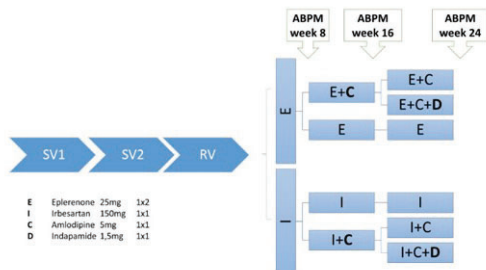 ABPM
week 8
ABPM
week 16
ABPM
week 24
SV1
SV2
RV
E
E+C
E+C
E+C+D
E
E
I
I
I
I+C
I+C
I+C+D
E Eplerenone 25mg 1x2
I Irbesartan 150mg 1x1
C Amlodipine 5mg 1x1
D Indapamide 1,5mg 1x1